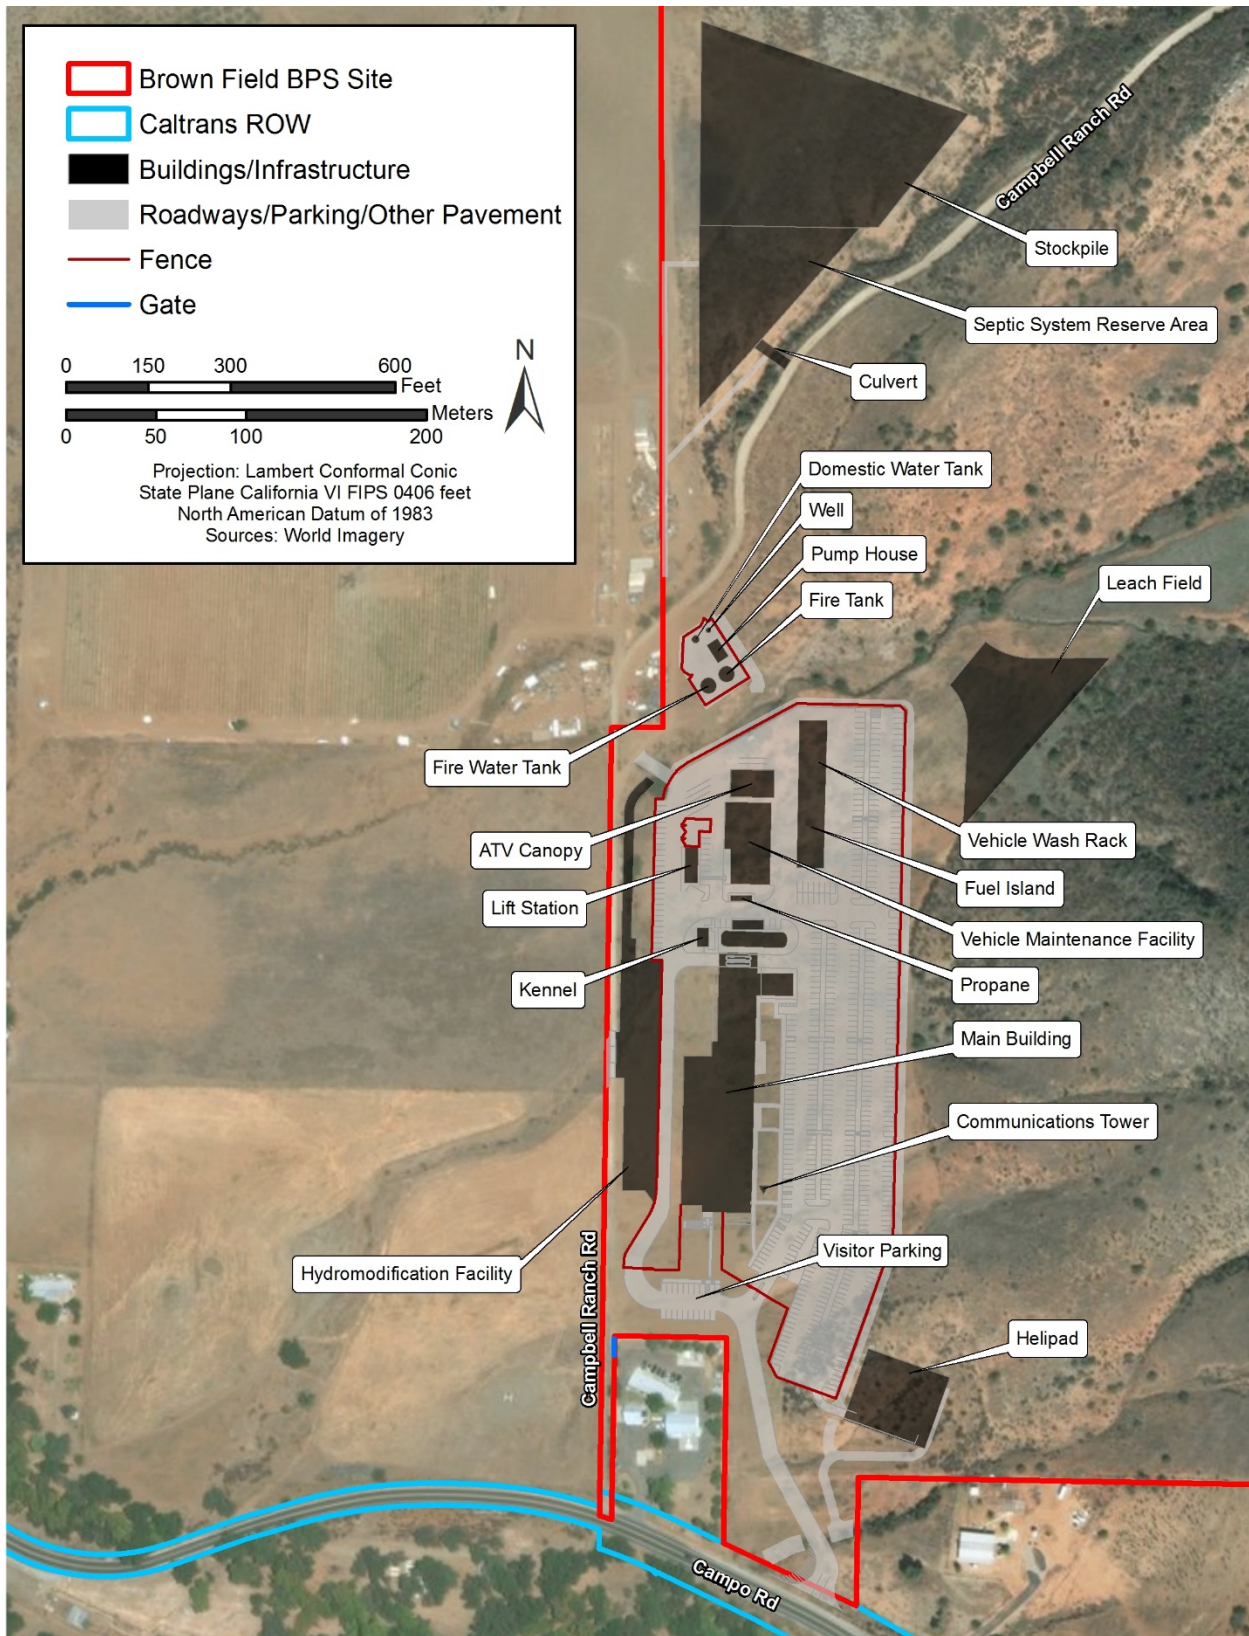 Brown Field BPS Site
Caltrans ROW
Buildings/Infrastructure
Roadways/Parking/Other Pavement
Fence
Gate
N
0 150 300 600
Feet
Meters
0 50 100 200
Projection: Lambert Conformal Conic
State Plane California VI FIPS 0406 feet
North American Datum of 1983
Sources: World Imagery
Campbell Ranch Rd
Stockpile
Septic System Reserve Area
Culvert
Domestic Water Tank
Well
Pump House
Fire Tank
Leach Field
Fire Water Tank
ATV Canopy
Vehicle Wash Rack
Lift Station
Fuel Island
Vehicle Maintenance Facility
Kennel
Propane
Main Building
Communications Tower
Visitor Parking
Hydromodification Facility
Campbell Ranch Rd
Helipad
Campo Rd